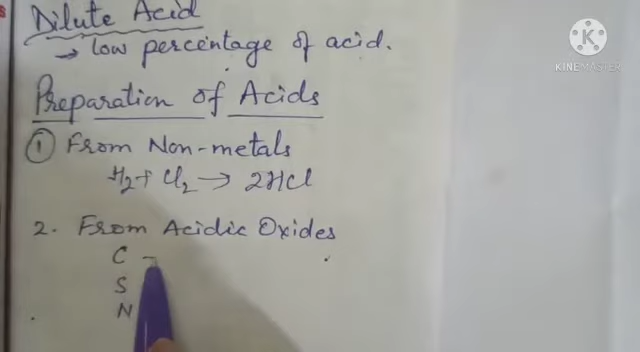 Dilute Acid
→ low percentage of acid.
Preparation of Acids
1 From Non-metals
H2 + Cl2 → 2HCl
2. From Acidic Oxides
C -
S
N
K
KINEMASTER